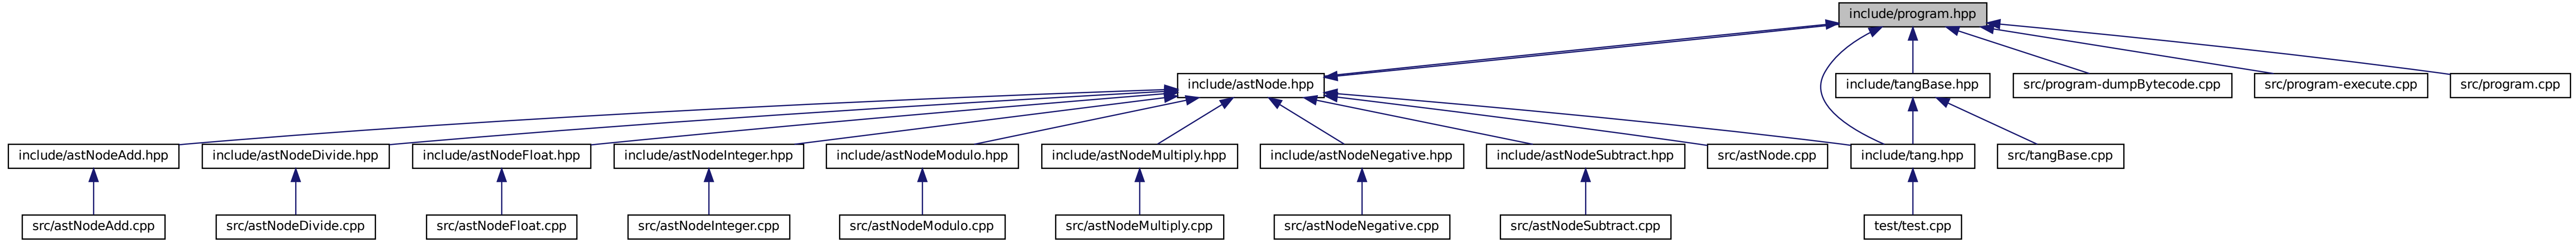 include/program.hpp
include/astNode.hpp
include/tangBase.hpp
src/program-dumpBytecode.cpp
src/program-execute.cpp
src/program.cpp
include/astNodeAdd.hpp
include/astNodeDivide.hpp
include/astNodeFloat.hpp
include/astNodeInteger.hpp
include/astNodeModulo.hpp
include/astNodeMultiply.hpp
include/astNodeNegative.hpp
include/astNodeSubtract.hpp
src/astNode.cpp
include/tang.hpp
src/tangBase.cpp
src/astNodeAdd.cpp
src/astNodeDivide.cpp
src/astNodeFloat.cpp
src/astNodeInteger.cpp
src/astNodeModulo.cpp
src/astNodeMultiply.cpp
src/astNodeNegative.cpp
src/astNodeSubtract.cpp
test/test.cpp